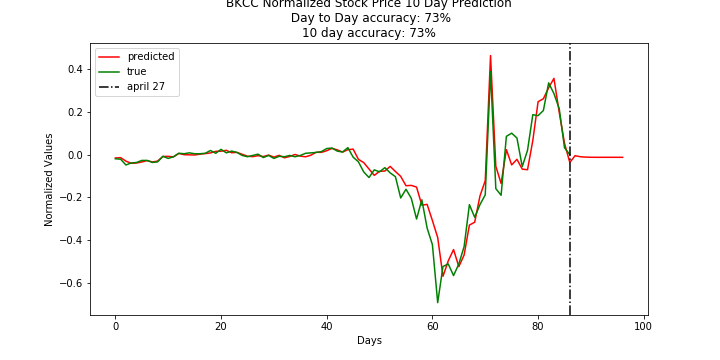 BKCC Normalized Stock Price 10 Day Prediction
Day to Day accuracy: 73%
10 day accuracy: 73%
predicted
true
april 27
Normalized Values
0.4
0.2
0.0
−0.2
−0.4
−0.6
0 20 40 60 80 100
Days